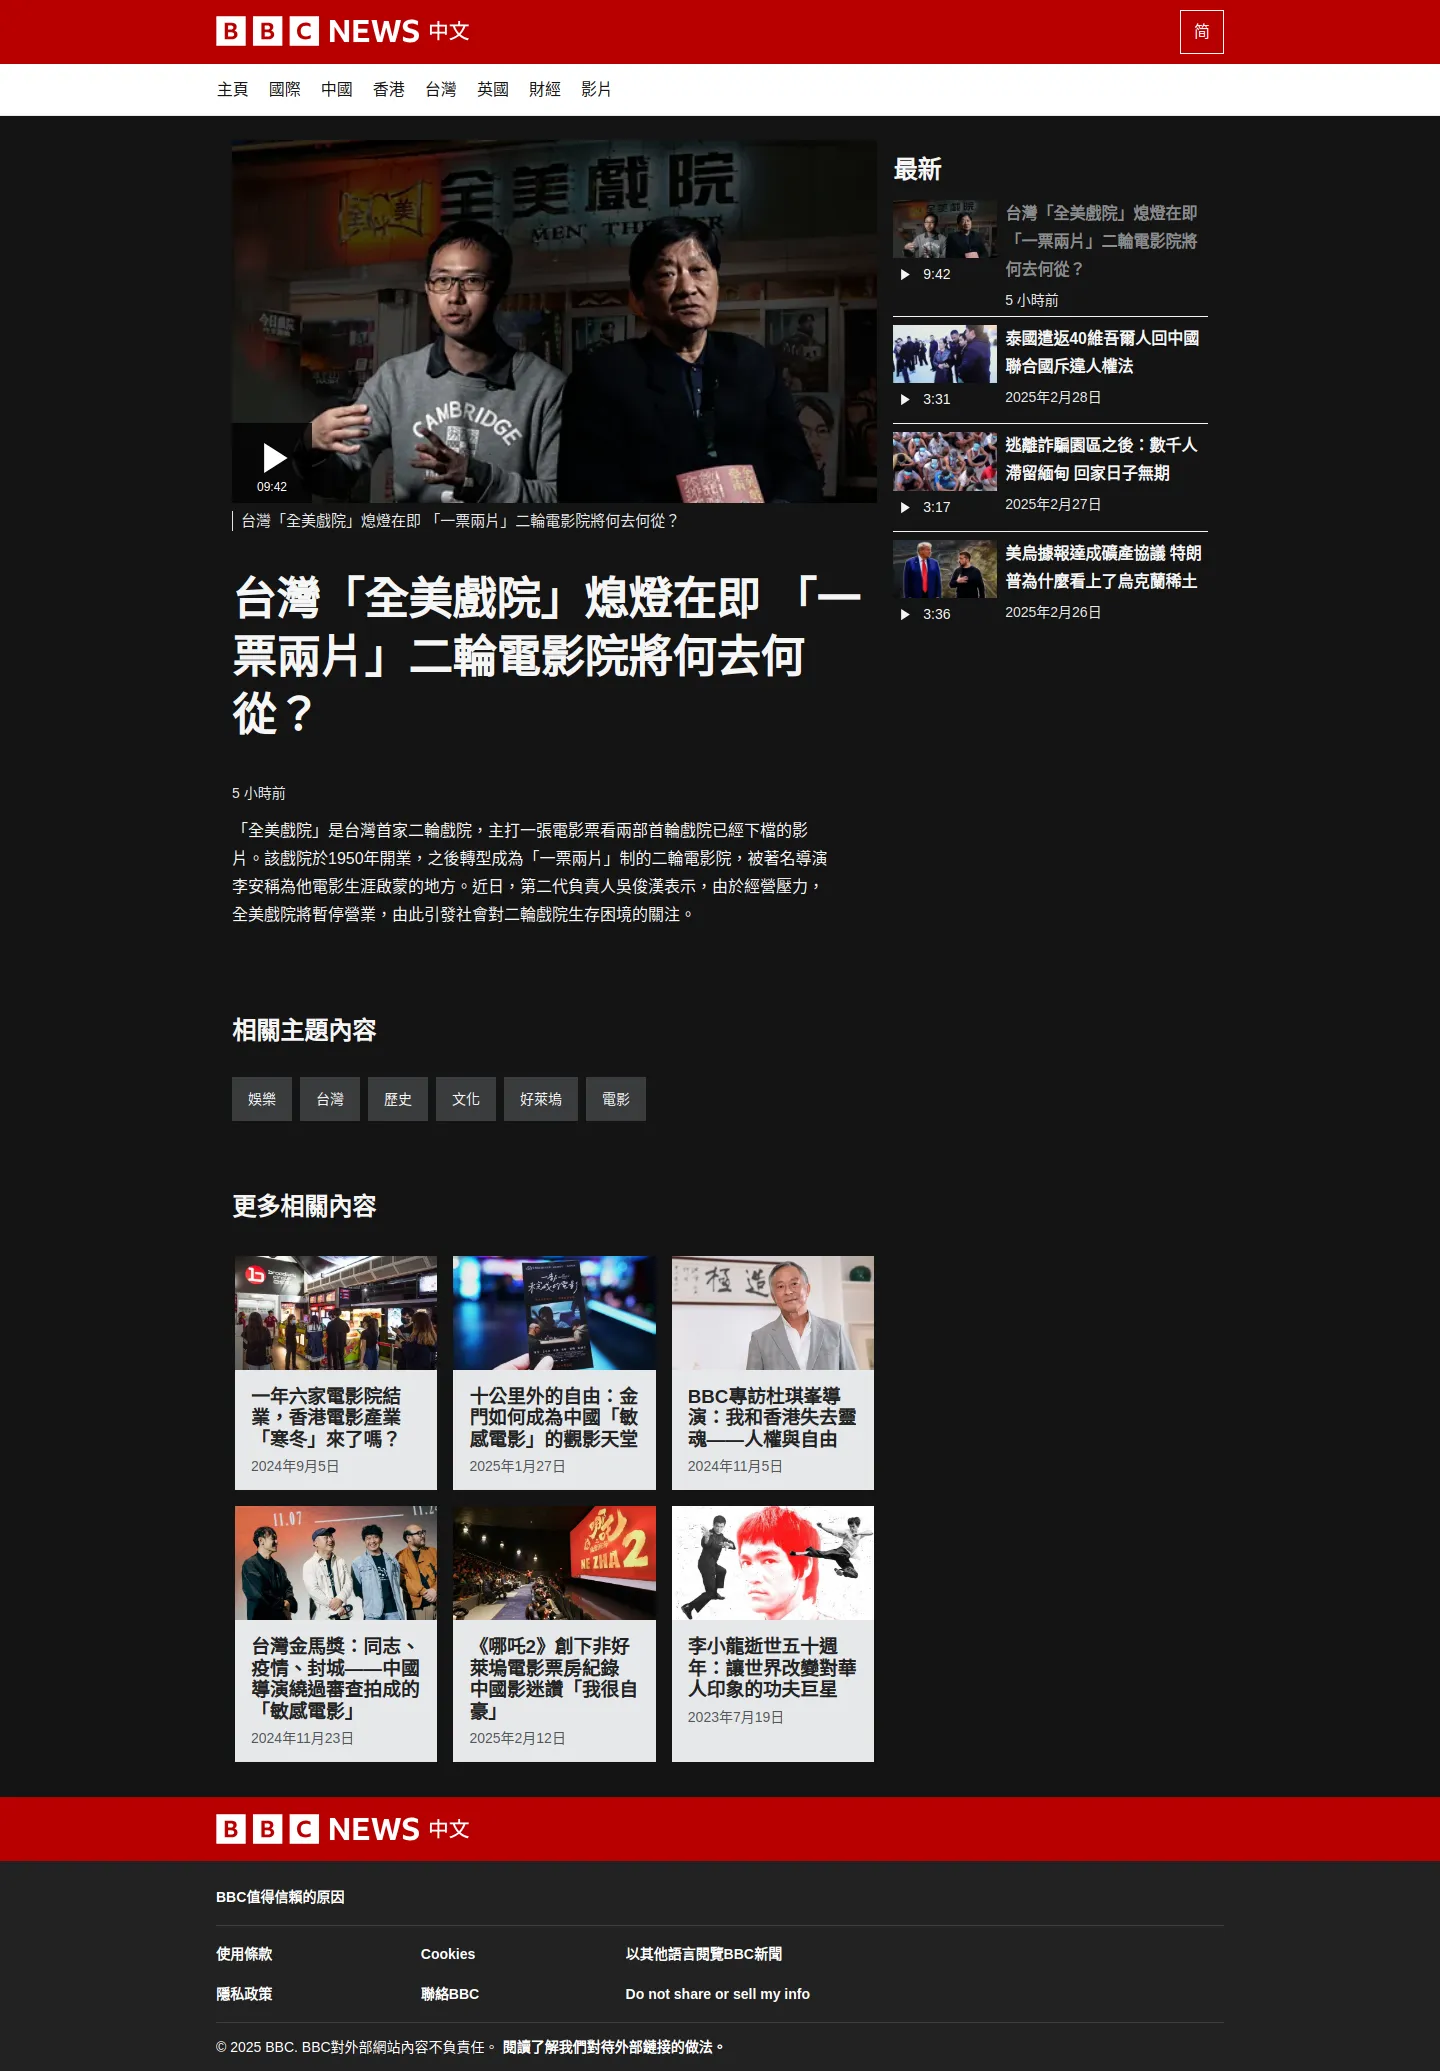 BBC NEWS 中文
简
主頁 國際 中國 香港 台灣 英國 財經 影片
全美戲院
全美
MEN THEATER
今日戲院
CAMBRIDGE
09:42
台灣「全美戲院」熄燈在即 「一票兩片」二輪電影院將何去何從？
台灣「全美戲院」熄燈在即 「一
票兩片」二輪電影院將何去何
從？
5 小時前
「全美戲院」是台灣首家二輪戲院，主打一張電影票看兩部首輪戲院已經下檔的影
片。該戲院於1950年開業，之後轉型成為「一票兩片」制的二輪電影院，被著名導演
李安稱為他電影生涯啟蒙的地方。近日，第二代負責人吳俊漢表示，由於經營壓力，
全美戲院將暫停營業，由此引發社會對二輪戲院生存困境的關注。
最新
台灣「全美戲院」熄燈在即
「一票兩片」二輪電影院將
何去何從？
9:42
5 小時前
泰國遣返40維吾爾人回中國
聯合國斥違人權法
3:31
2025年2月28日
逃離詐騙園區之後：數千人
滯留緬甸 回家日子無期
3:17
2025年2月27日
美烏據報達成礦產協議 特朗
普為什麼看上了烏克蘭稀土
3:36
2025年2月26日
相關主題內容
娛樂 台灣 歷史 文化 好萊塢 電影
更多相關內容
一年六家電影院結
業，香港電影產業
「寒冬」來了嗎？
2024年9月5日
十公里外的自由：金
門如何成為中國「敏
感電影」的觀影天堂
2025年1月27日
極 造
BBC專訪杜琪峯導
演：我和香港失去靈
魂——人權與自由
2024年11月5日
11.07
台灣金馬獎：同志、
疫情、封城——中國
導演繞過審查拍成的
「敏感電影」
2024年11月23日
NE ZHA 2
《哪吒2》創下非好
萊塢電影票房紀錄
中國影迷讚「我很自
豪」
2025年2月12日
李小龍逝世五十週
年：讓世界改變對華
人印象的功夫巨星
2023年7月19日
BBC NEWS 中文
BBC值得信賴的原因
使用條款 Cookies 以其他語言閱覽BBC新聞
隱私政策 聯絡BBC Do not share or sell my info
© 2025 BBC. BBC對外部網站內容不負責任。 閱讀了解我們對待外部鏈接的做法。